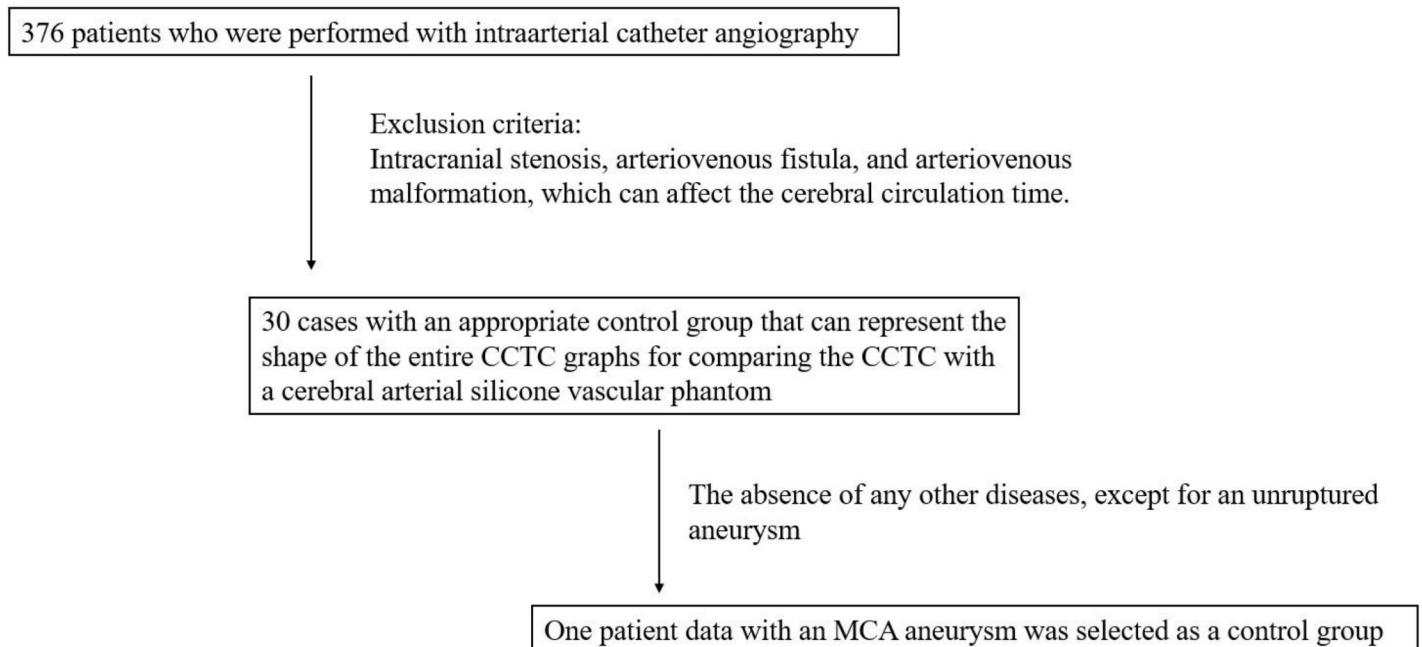 376 patients who were performed with intraarterial catheter angiography
Exclusion criteria:
Intracranial stenosis, arteriovenous fistula, and arteriovenous
malformation, which can affect the cerebral circulation time.
30 cases with an appropriate control group that can represent the
shape of the entire CCTC graphs for comparing the CCTC with
a cerebral arterial silicone vascular phantom
The absence of any other diseases, except for an unruptured
aneurysm
One patient data with an MCA aneurysm was selected as a control group